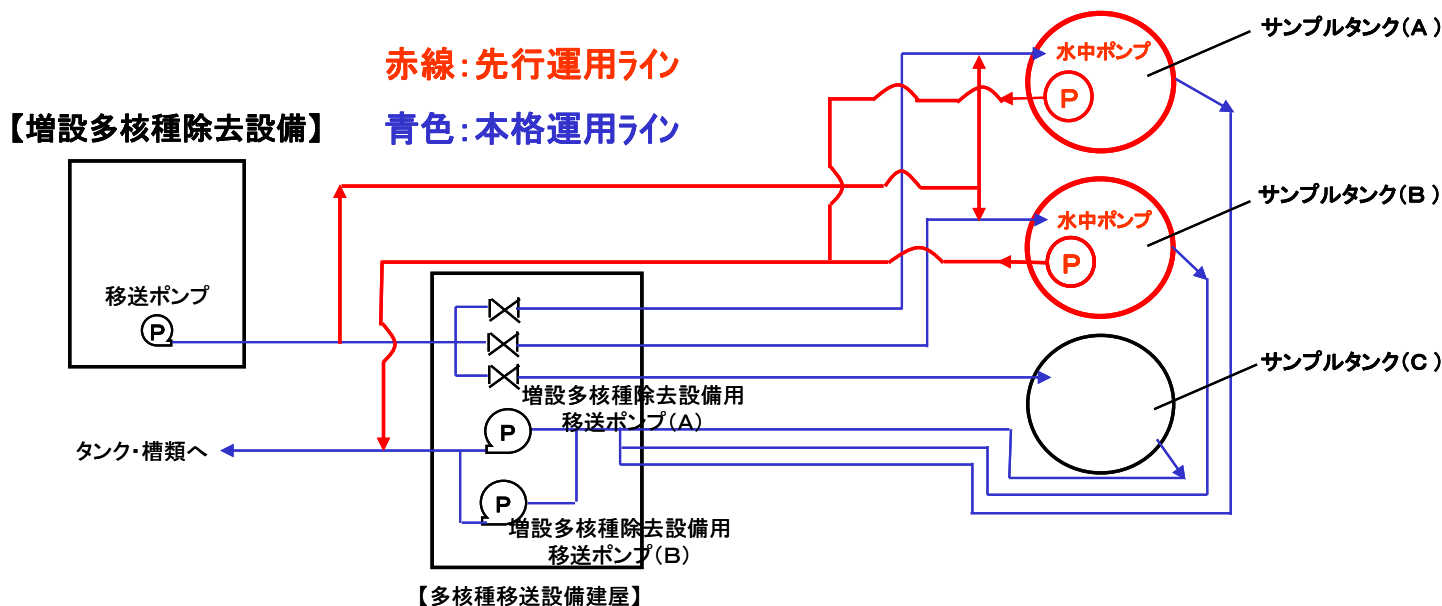 サンプルタンク(A)
赤線:先行運用ライン
水中ポンプ
P
【増設多核種除去設備】
青色:本格運用ライン
サンプルタンク(B)
水中ポンプ
P
移送ポンプ
P
サンプルタンク(C)
増設多核種除去設備用
移送ポンプ(A)
P
タンク・槽類へ
P
増設多核種除去設備用
移送ポンプ(B)
【多核種移送設備建屋】